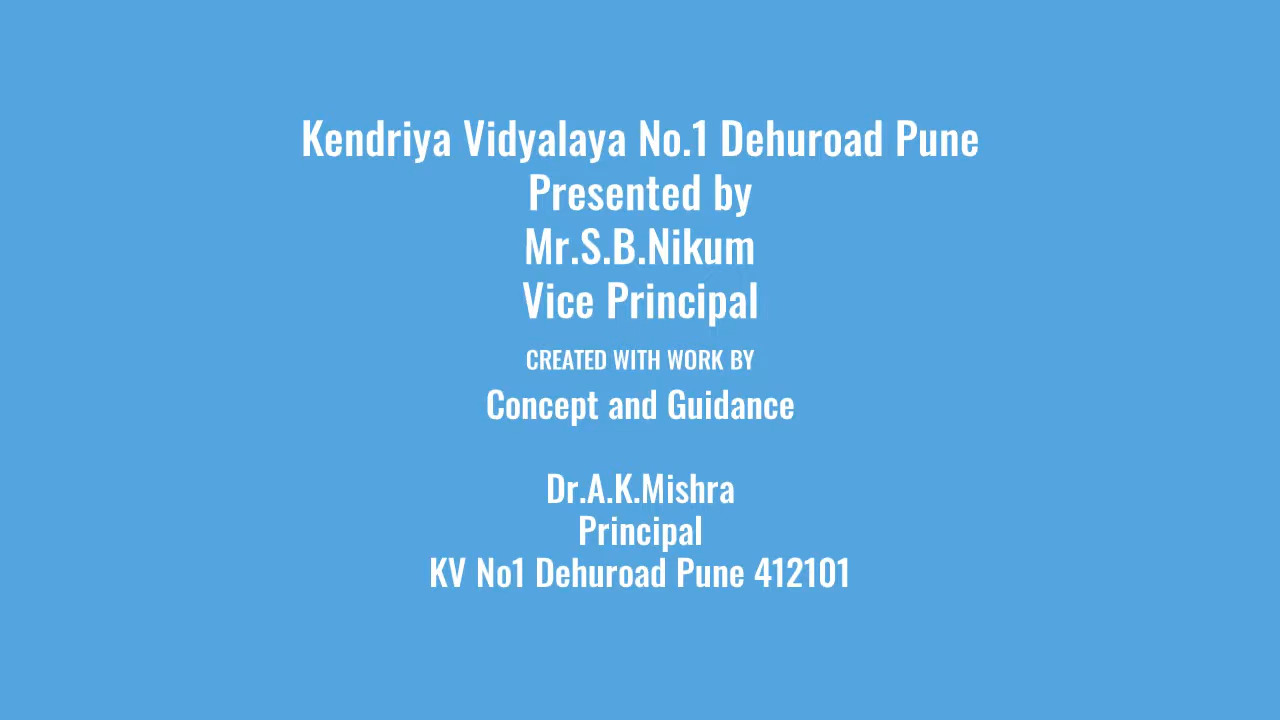 Kendriya Vidyalaya No.1 Dehuroad Pune
Presented by
Mr.S.B.Nikum
Vice Principal
CREATED WITH WORK BY
Concept and Guidance
Dr.A.K.Mishra
Principal
KV No1 Dehuroad Pune 412101